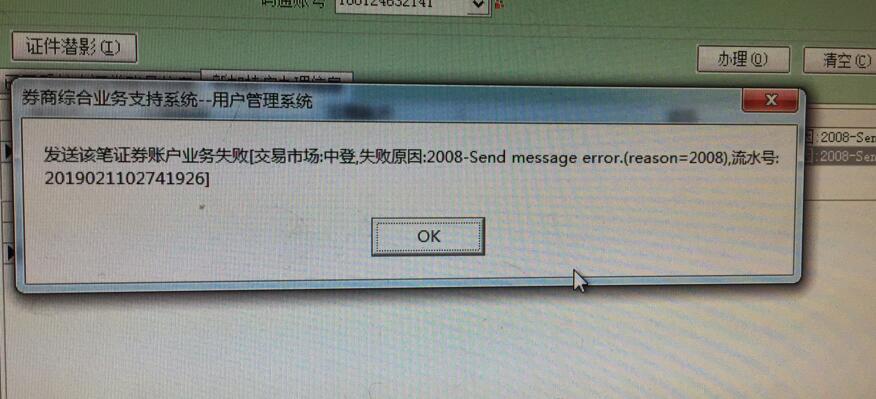 证件潜影(I)
办理(O)
清空(C)
券商综合业务支持系统--用户管理系统
:2008-Sen
发送该笔证券账户业务失败[交易市场:中登,失败原因:2008-Send message error.(reason=2008),流水号:
:2008-Sen
2019021102741926]
OK